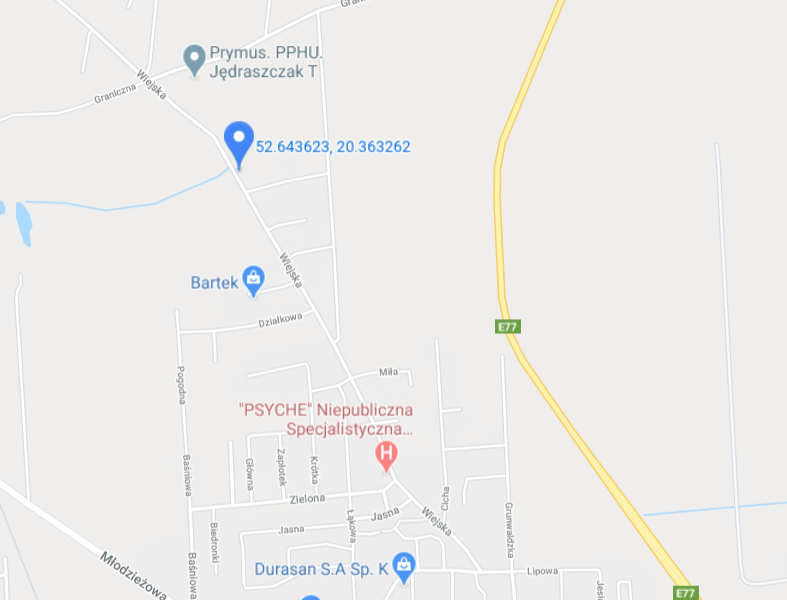 Gran
Prymus. PPHU.
Jędraszczak T
Wiejska
Graniczna
52.643623, 20.363262
Wiejska
Bartek
Działkowa
E77
Miła
Pogodna
"PSYCHE" Niepubliczna
Specjalistyczna...
H
Baśniowa
Główna
Zapłotek
Krótka
Cicha
Zielona
Łąkowa
Jasna
Wiejska
Grunwaldzka
Biedronki
Jasna
Młodzieżowa
Baśniowa
Durasan S.A Sp. K
Lipowa
Jesi
E77